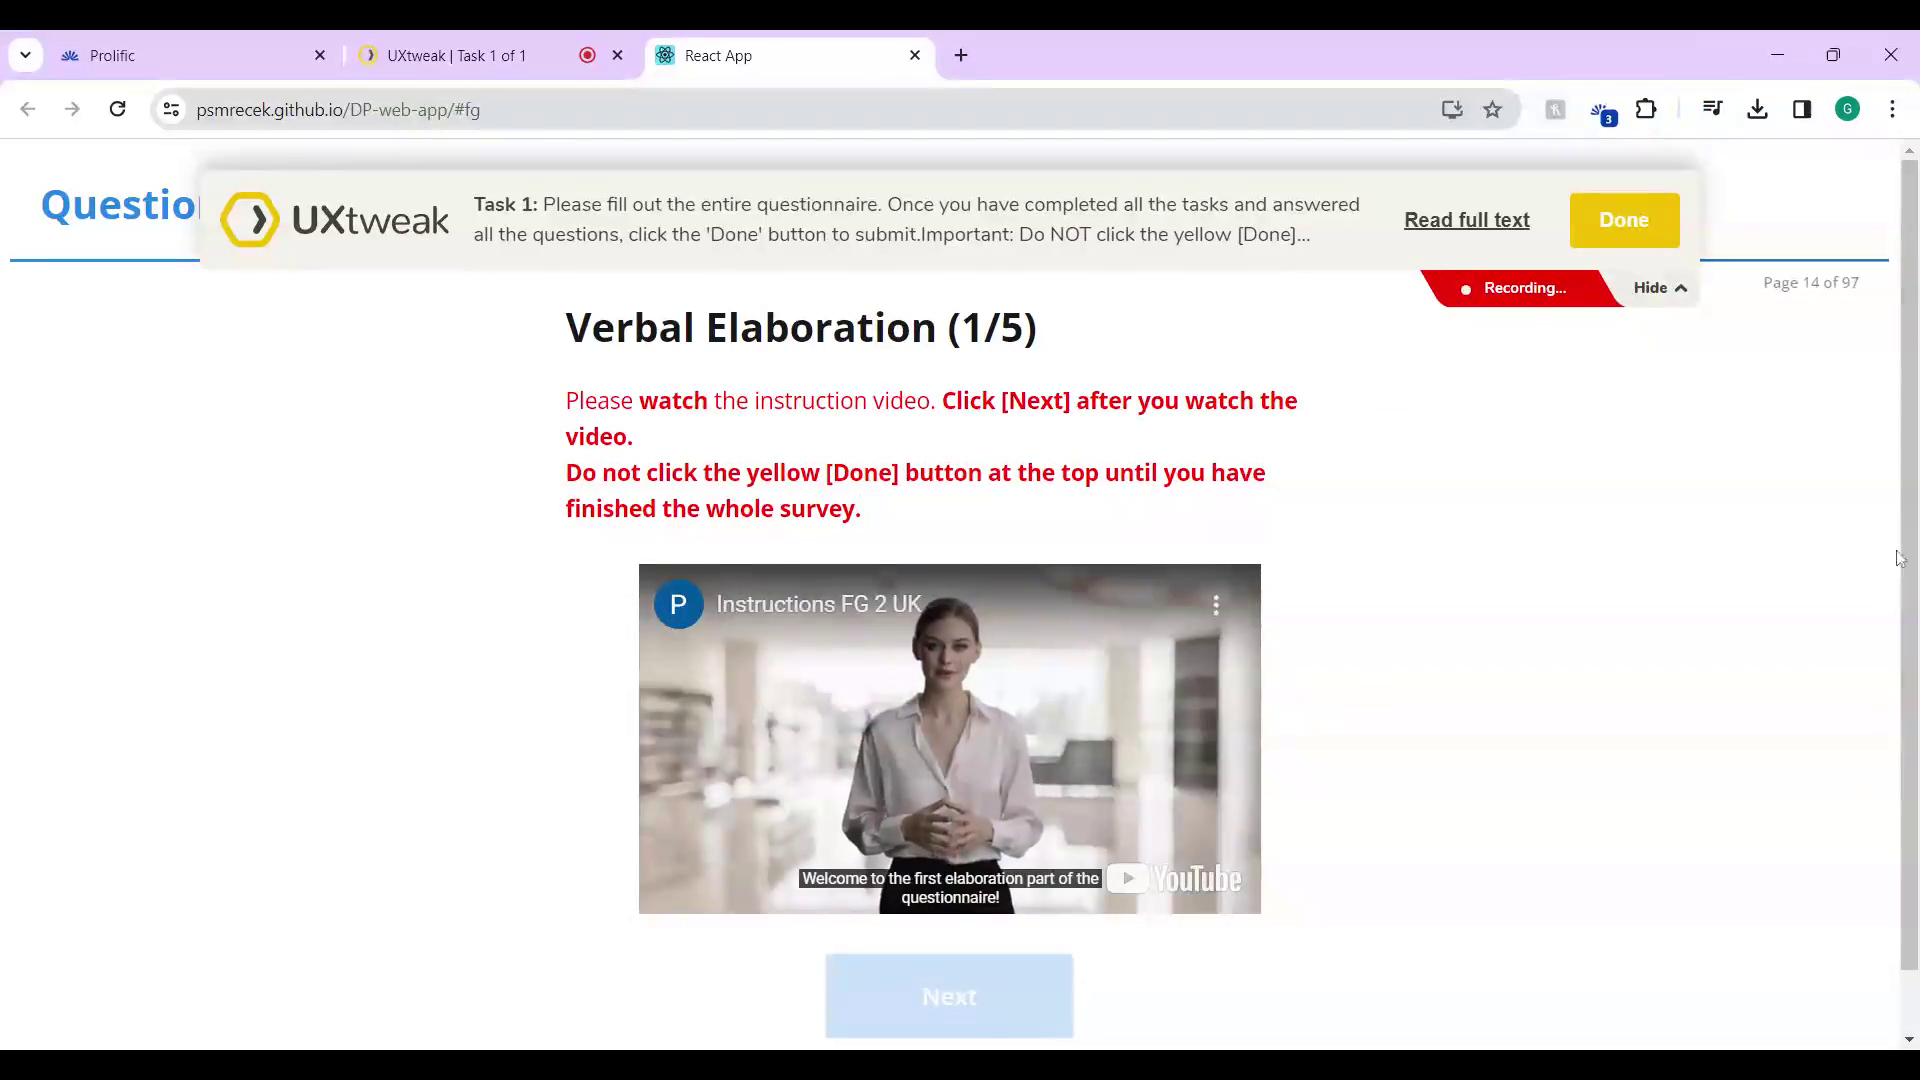 Prolific
UXtweak | Task 1 of 1
React App
psmrecek.github.io/DP-web-app/#fg
3
G
Questio
UXtweak
Task 1: Please fill out the entire questionnaire. Once you have completed all the tasks and answered
all the questions, click the 'Done' button to submit.Important: Do NOT click the yellow [Done]...
Read full text
Done
Recording...
Hide
Page 14 of 97
Verbal Elaboration (1/5)
Please watch the instruction video. Click [Next] after you watch the
video.
Do not click the yellow [Done] button at the top until you have
finished the whole survey.
P
Instructions FG 2 UK
Welcome to the first elaboration part of the
questionnaire!
YouTube
Next